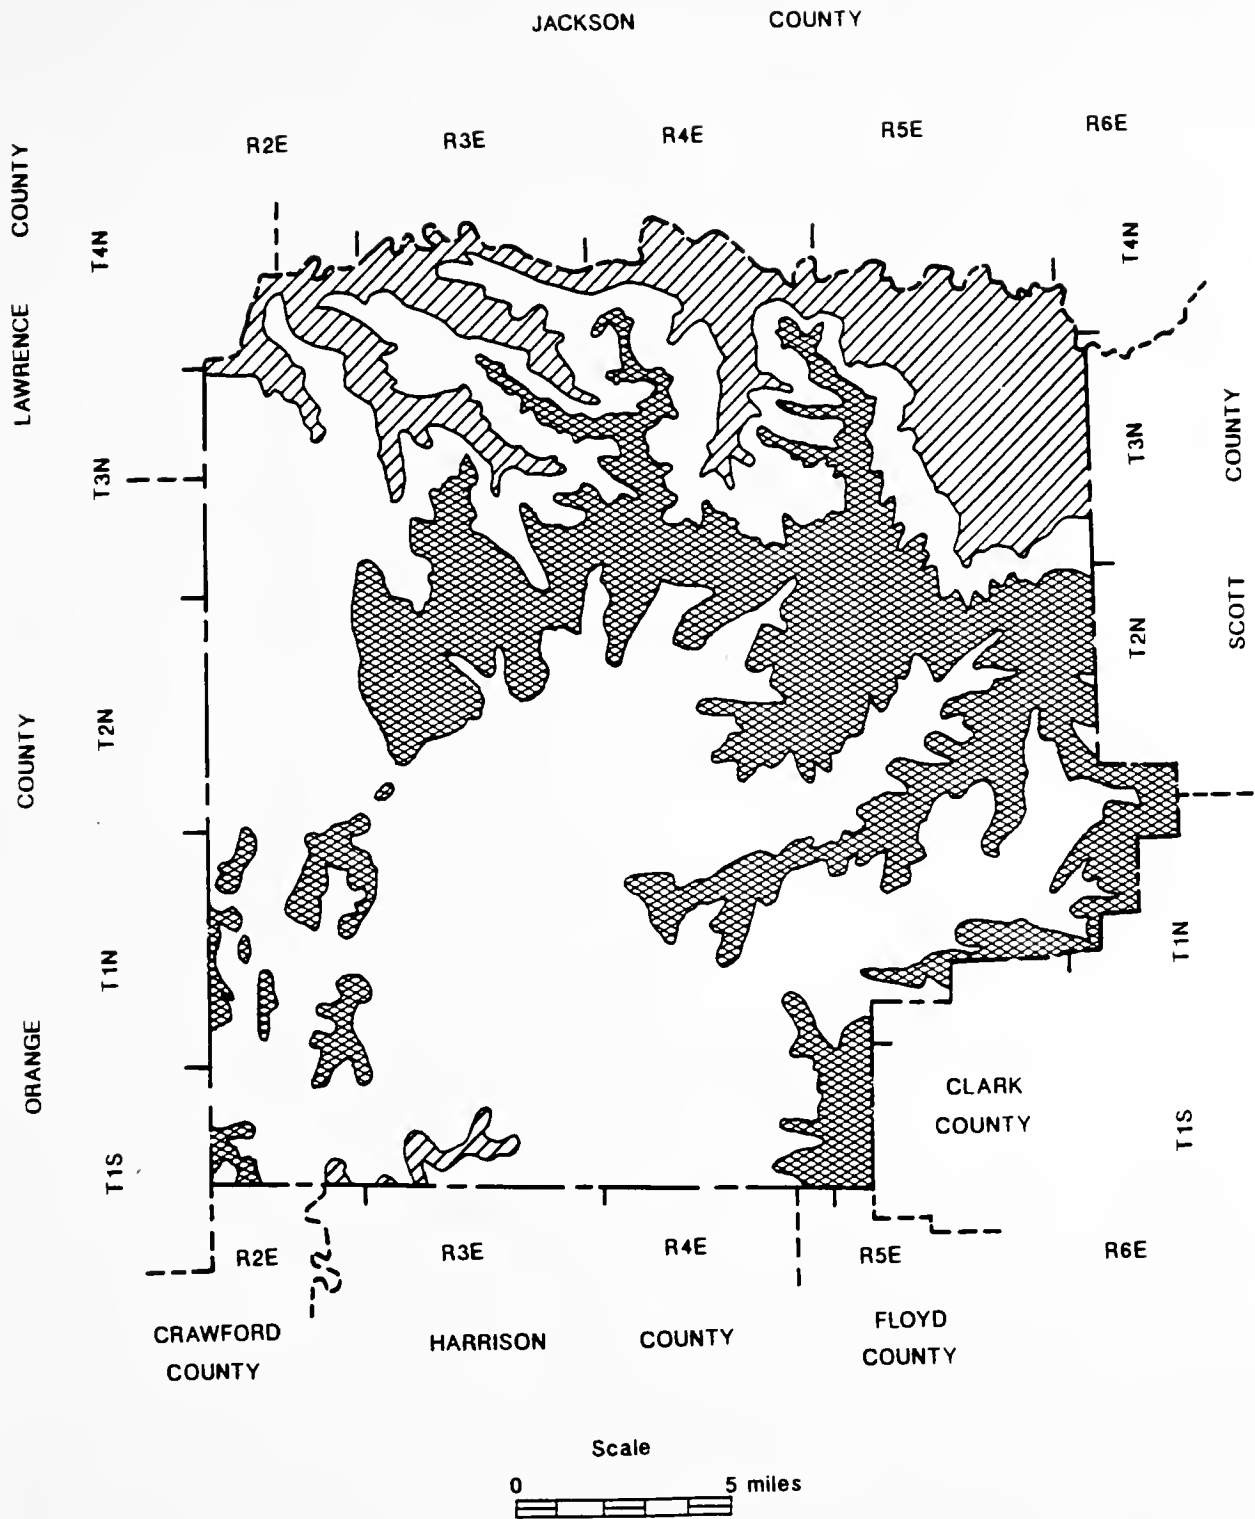 JACKSON COUNTY
R2E R3E R4E R5E R6E
LAWRENCE COUNTY
T4N
T4N
T3N
T3N
SCOTT COUNTY
T2N
T2N
ORANGE COUNTY
T1N
T1N
T1S
T1S
CLARK
COUNTY
R2E R3E R4E R5E R6E
CRAWFORD
COUNTY
HARRISON COUNTY
FLOYD
COUNTY
Scale
0 5 miles